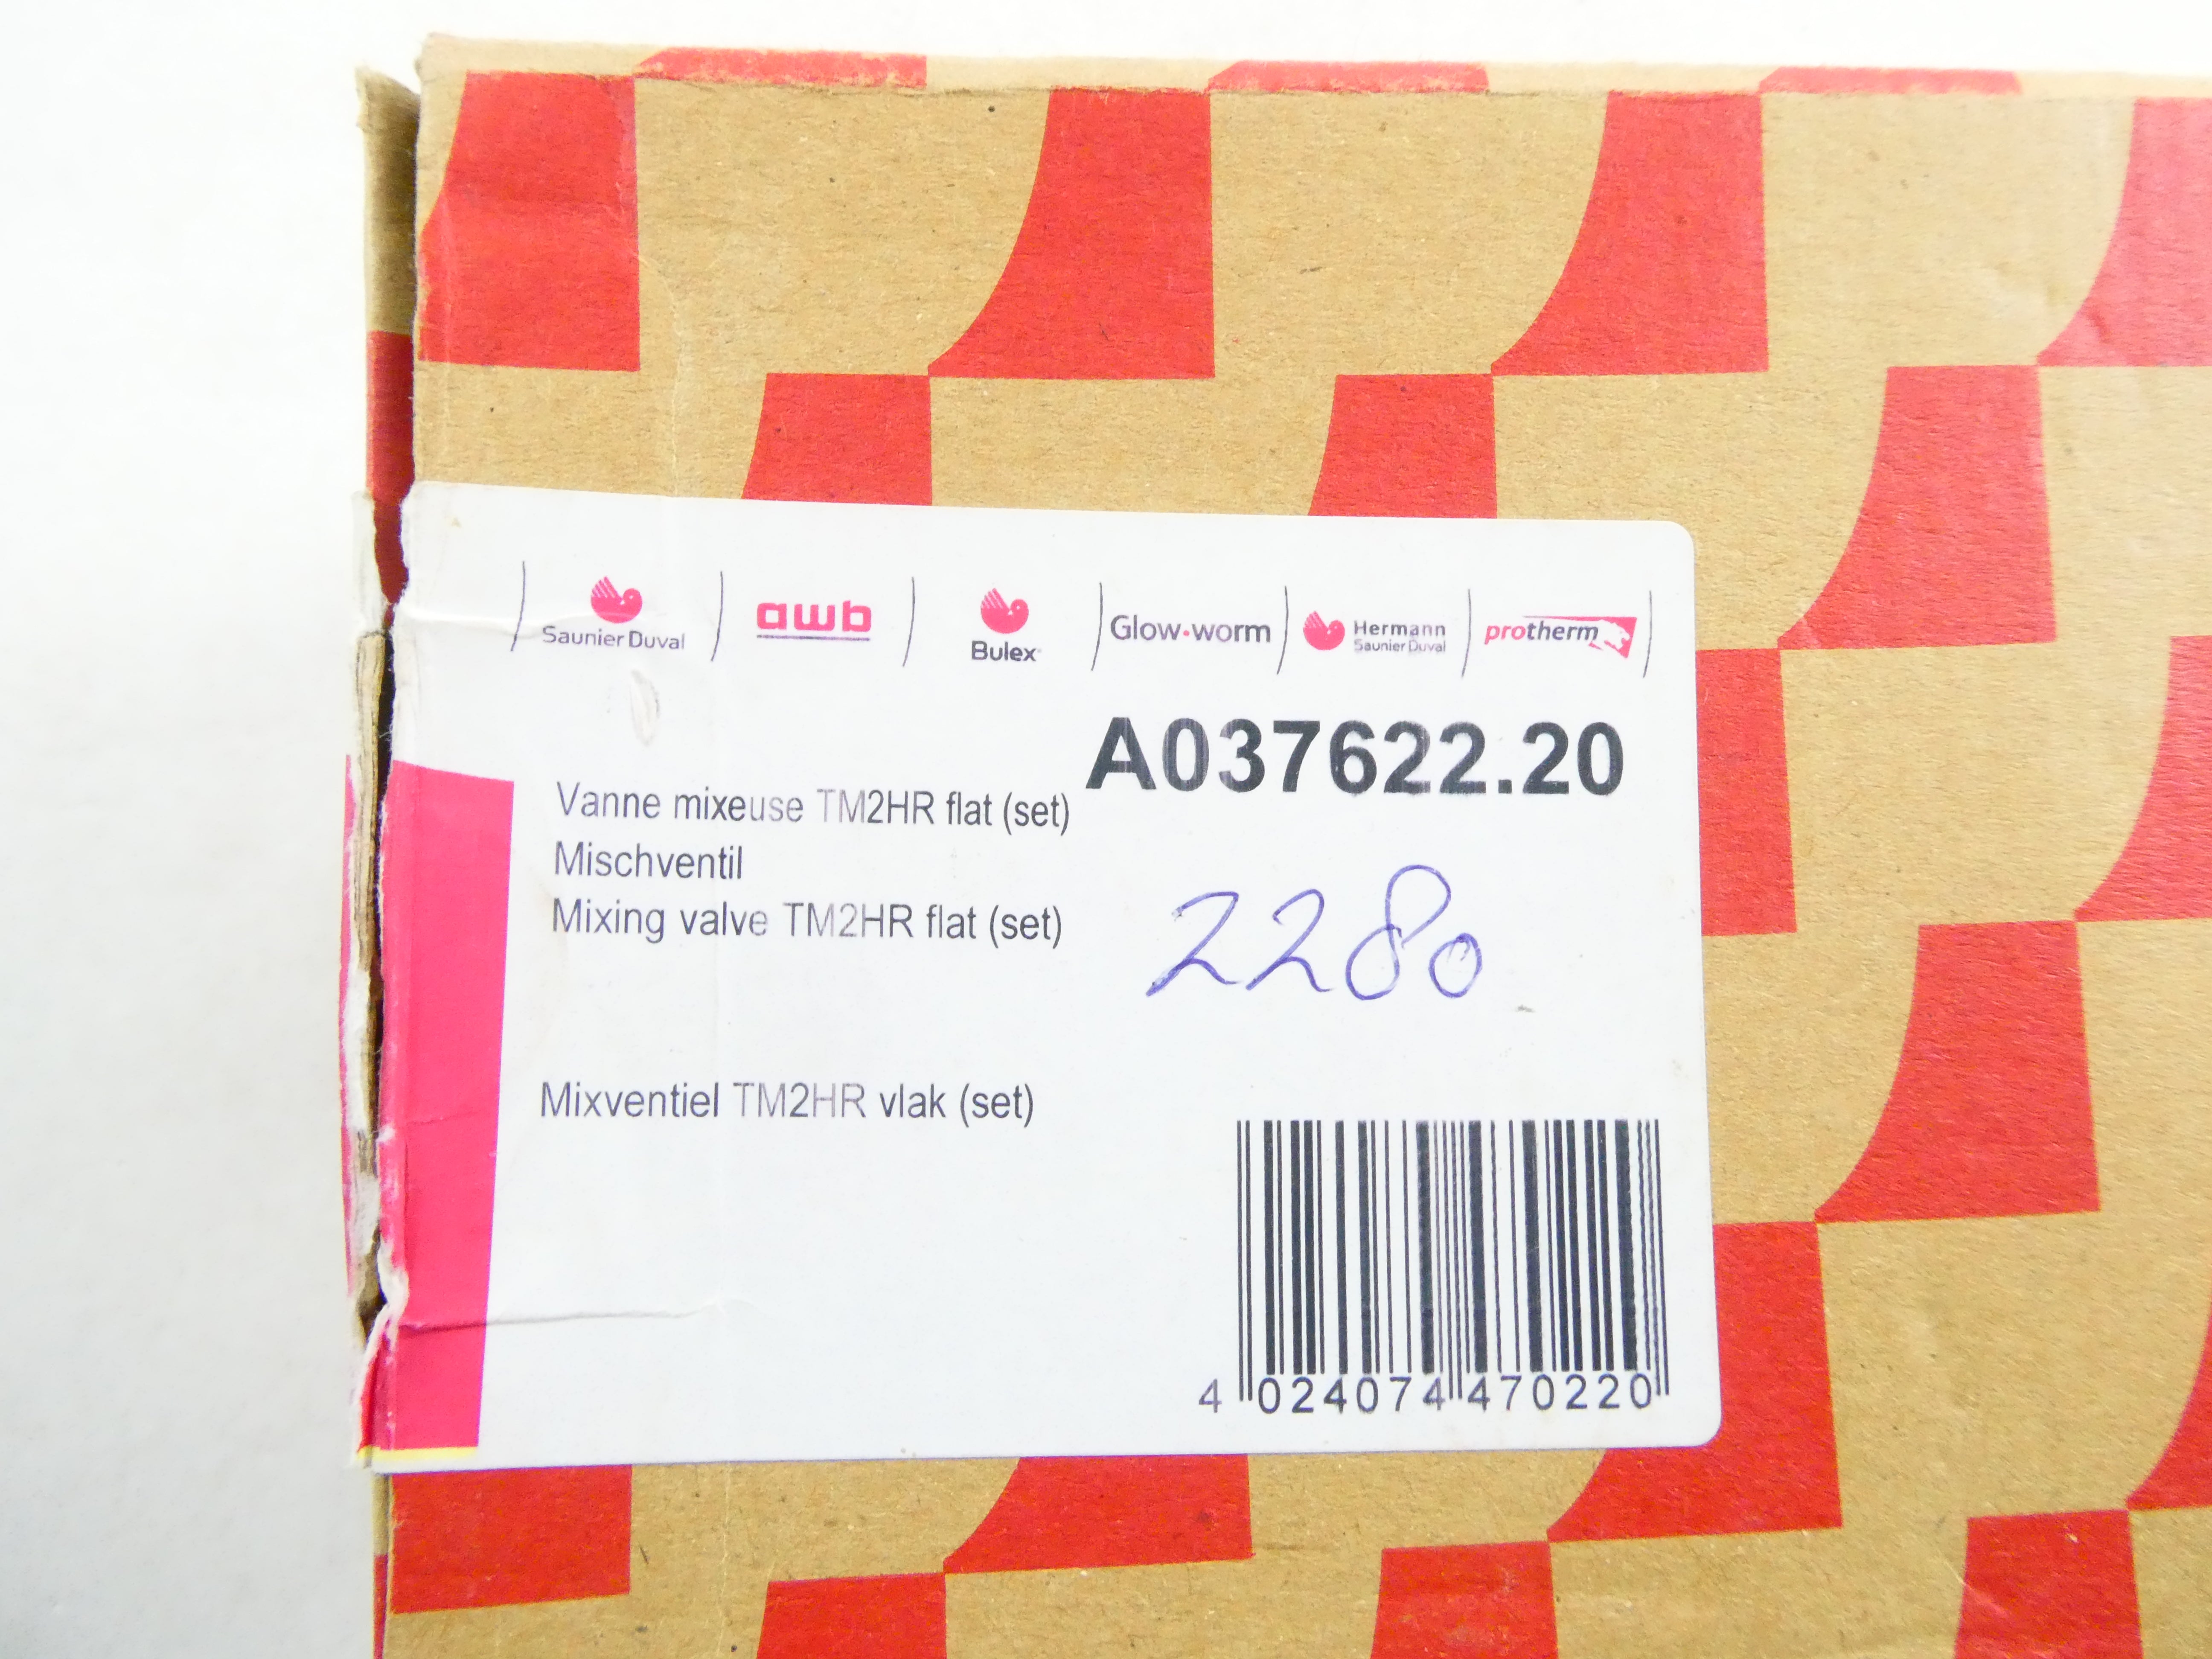 Saunier Duval awb Bulex Glow-worm Hermann Saunier Duval protherm
A037622.20
Vanne mixeuse TM2HR flat (set)
Mischventil
Mixing valve TM2HR flat (set)
2280
Mixventiel TM2HR vlak (set)
4 024074 470220